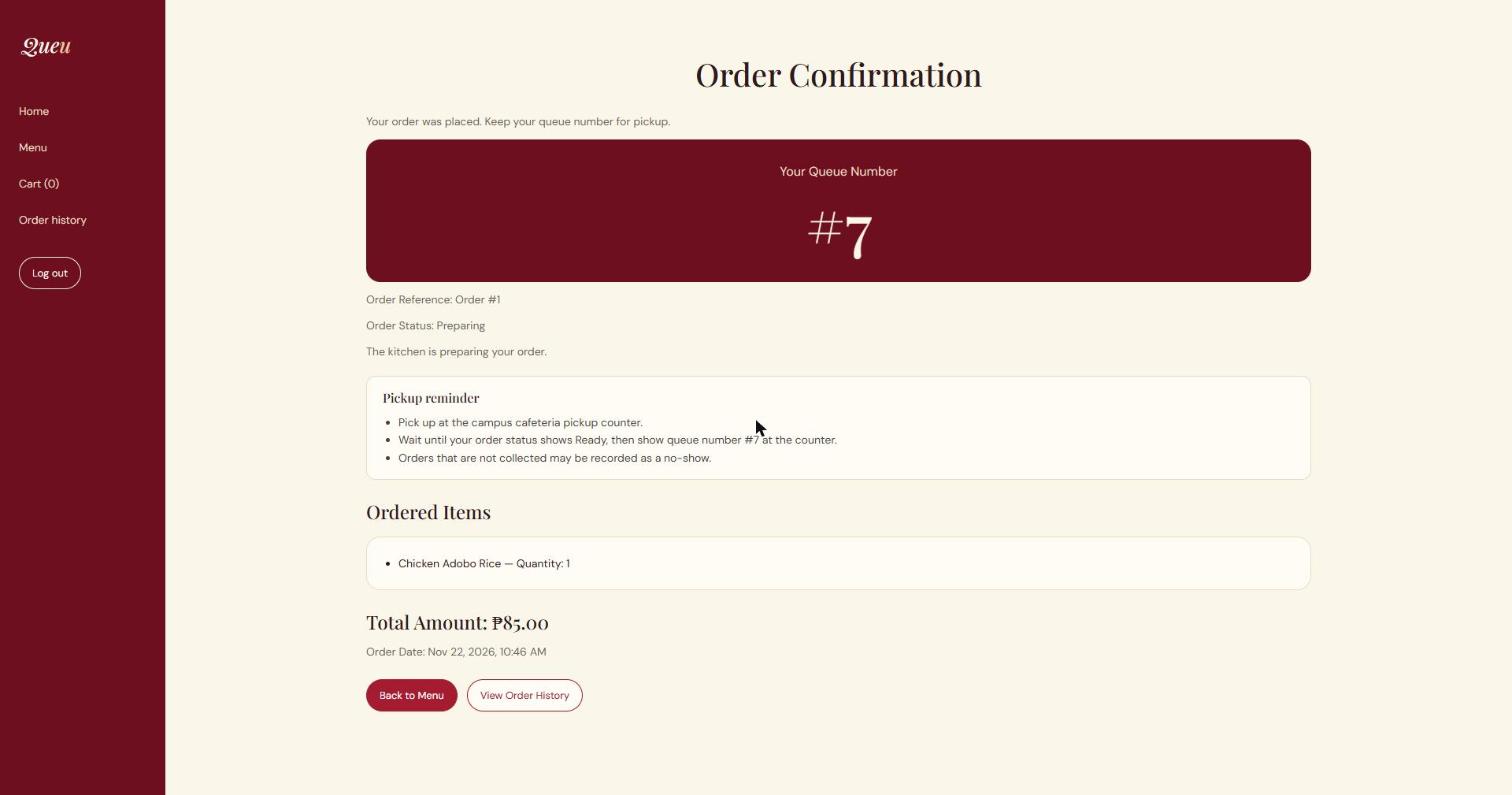 Queu
Home
Menu
Cart (0)
Order history
Log out
Order Confirmation
Your order was placed. Keep your queue number for pickup.
Your Queue Number
#7
Order Reference: Order #1
Order Status: Preparing
The kitchen is preparing your order.
Pickup reminder
Pick up at the campus cafeteria pickup counter.
Wait until your order status shows Ready, then show queue number #7 at the counter.
Orders that are not collected may be recorded as a no-show.
Ordered Items
Chicken Adobo Rice — Quantity: 1
Total Amount: ₱85.00
Order Date: Nov 22, 2026, 10:46 AM
Back to Menu
View Order History